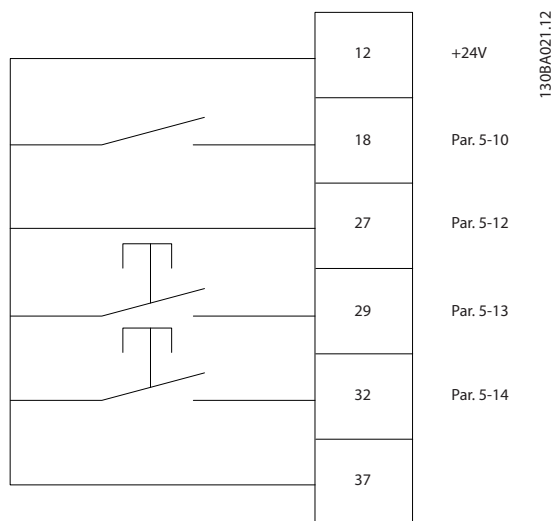 12 +24V
18 Par. 5-10
27 Par. 5-12
29 Par. 5-13
32 Par. 5-14
37
130BA021.12